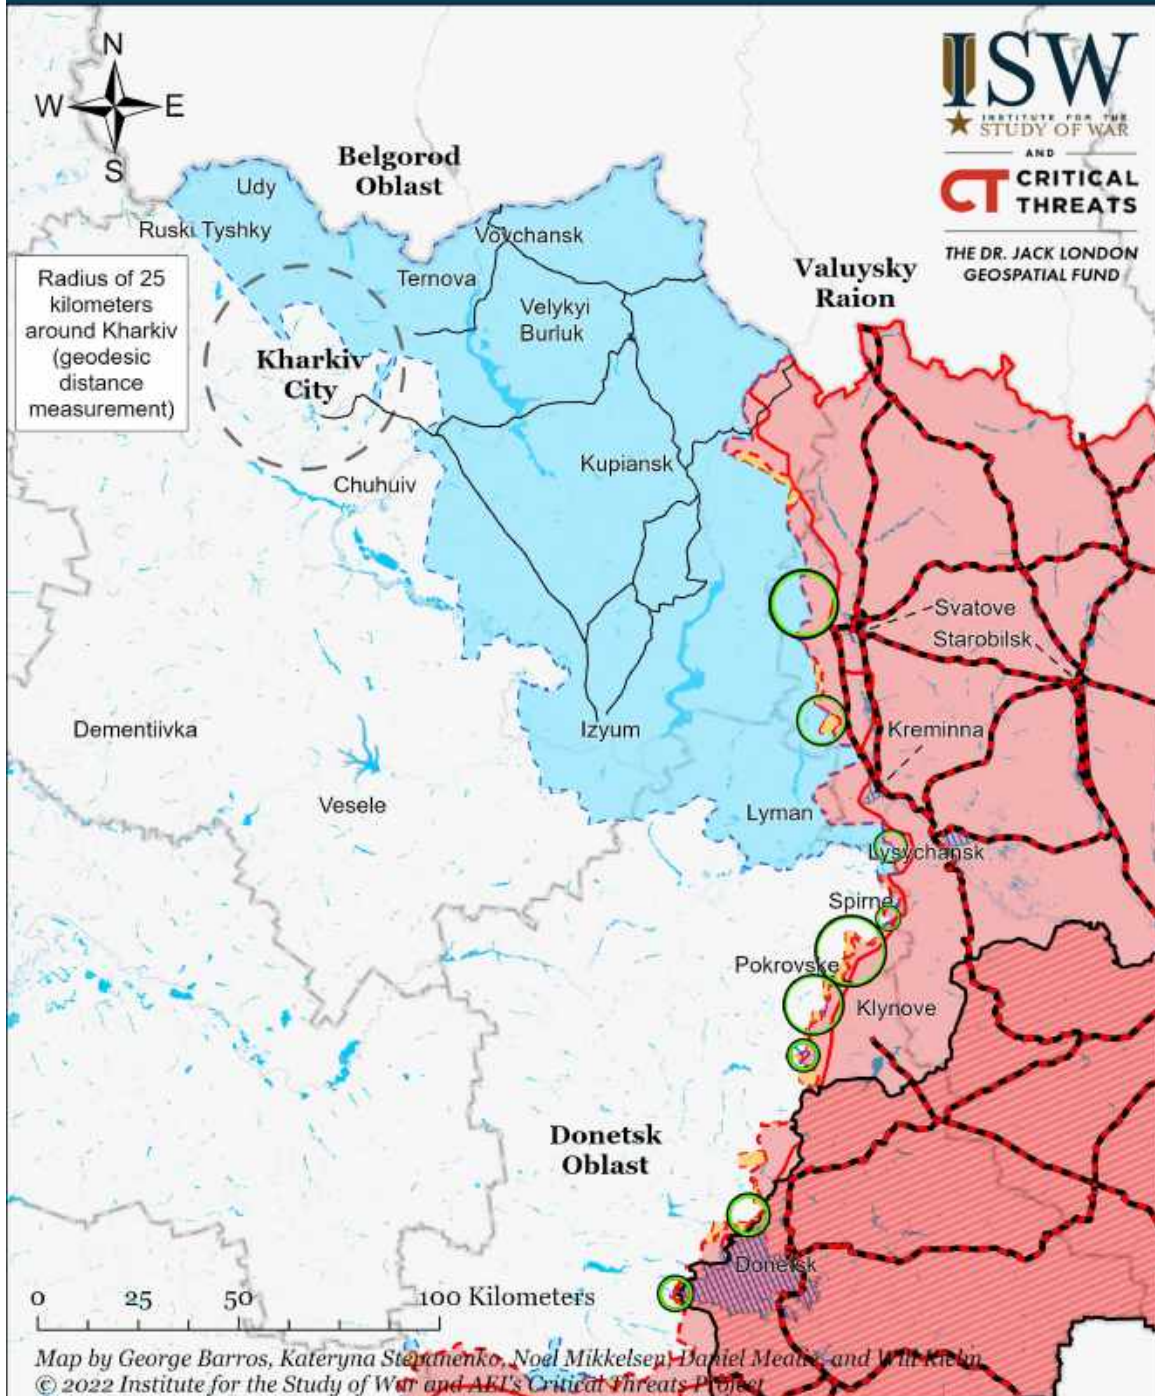 N
W E
S
ISW
INSTITUTE FOR THE
STUDY OF WAR
AND
CT CRITICAL
THREATS
THE DR. JACK LONDON
GEOSPATIAL FUND
Belgorod
Oblast
Udy
Ruski Tyshky
Vovchansk
Ternova
Valuysky
Raion
Radius of 25
kilometers
around Kharkiv
(geodesic
distance
measurement)
Velykyi
Burluk
Kharkiv
City
Kupiansk
Chuhuiv
Svatove
Starobilsk
Dementiivka
Izyum
Kreminna
Vesele
Lyman
Lysychansk
Spirne
Pokrovske
Klynove
Donetsk
Oblast
Donetsk
0 25 50 100 Kilometers
Map by George Barros, Kateryna Stepanenko, Noel Mikkelsen, Daniel Mealie, and Will Kielm
© 2022 Institute for the Study of War and AEI's Critical Threats Project